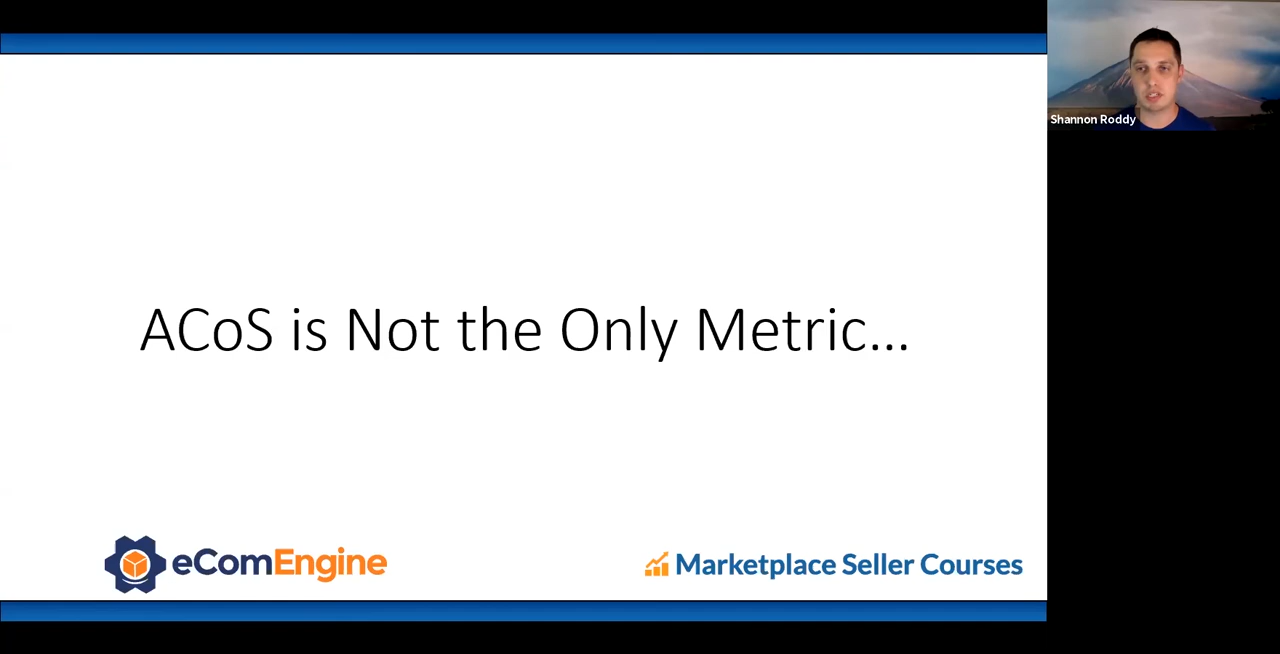 Shannon Roddy
ACoS is Not the Only Metric...
eComEngine
Marketplace Seller Courses